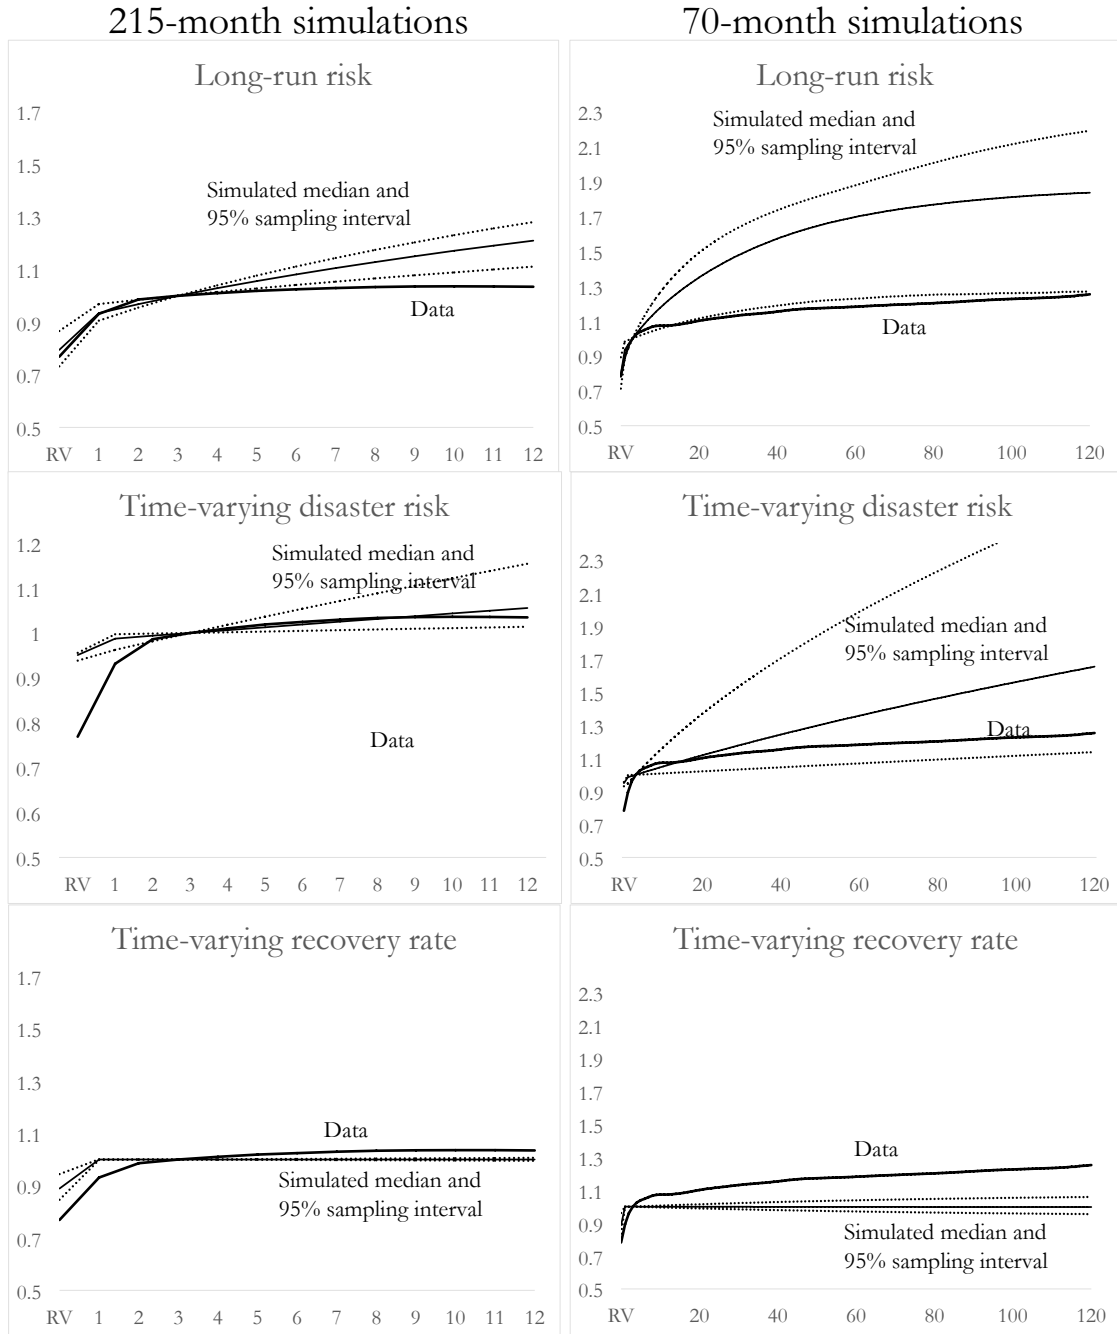 215-month simulations
70-month simulations
Long-run risk
1.7
1.5
1.3
1.1
0.9
0.7
0.5
Simulated median and
95% sampling interval
Data
RV 1 2 3 4 5 6 7 8 9 10 11 12
Long-run risk
2.3
2.1
1.9
1.7
1.5
1.3
1.1
0.9
0.7
0.5
Simulated median and
95% sampling interval
Data
RV 20 40 60 80 100 120
Time-varying disaster risk
1.2
1.1
1
0.9
0.8
0.7
0.6
0.5
Simulated median and
95% sampling interval
Data
RV 1 2 3 4 5 6 7 8 9 10 11 12
Time-varying disaster risk
2.3
2.1
1.9
1.7
1.5
1.3
1.1
0.9
0.7
0.5
Simulated median and
95% sampling interval
Data
RV 20 40 60 80 100 120
Time-varying recovery rate
1.7
1.5
1.3
1.1
0.9
0.7
0.5
Data
Simulated median and
95% sampling interval
RV 1 2 3 4 5 6 7 8 9 10 11 12
Time-varying recovery rate
2.3
2.1
1.9
1.7
1.5
1.3
1.1
0.9
0.7
0.5
Data
Simulated median and
95% sampling interval
RV 20 40 60 80 100 120